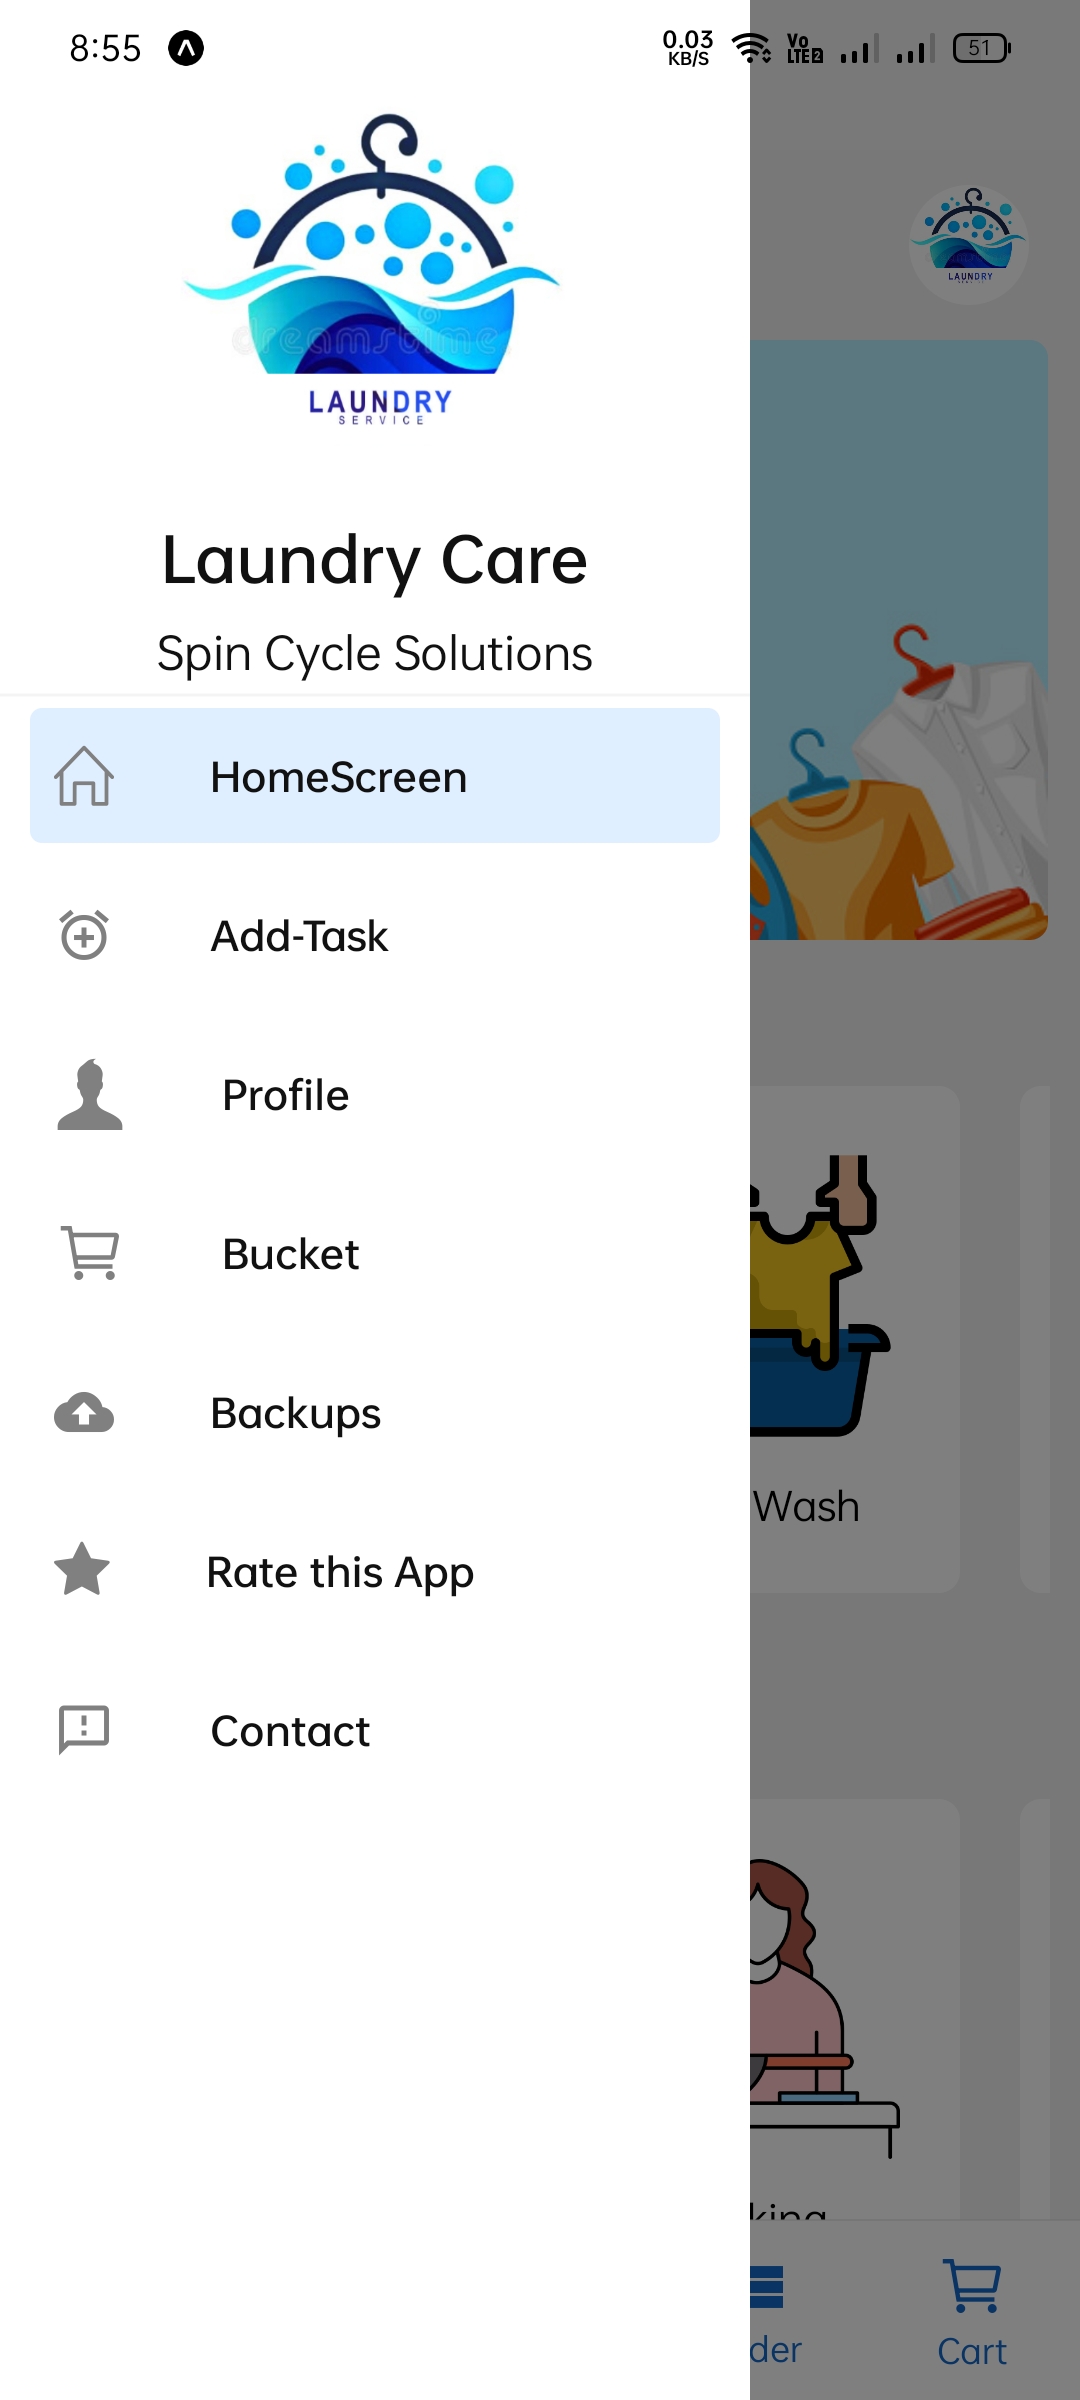 8:55
0.03
KB/S
Vo
LTE2
51
dreamstime
LAUNDRY
SERVICE
LAUNDRY
Laundry Care
Spin Cycle Solutions
HomeScreen
Add-Task
Profile
Bucket
Backups
Wash
Rate this App
Contact
king
der
Cart